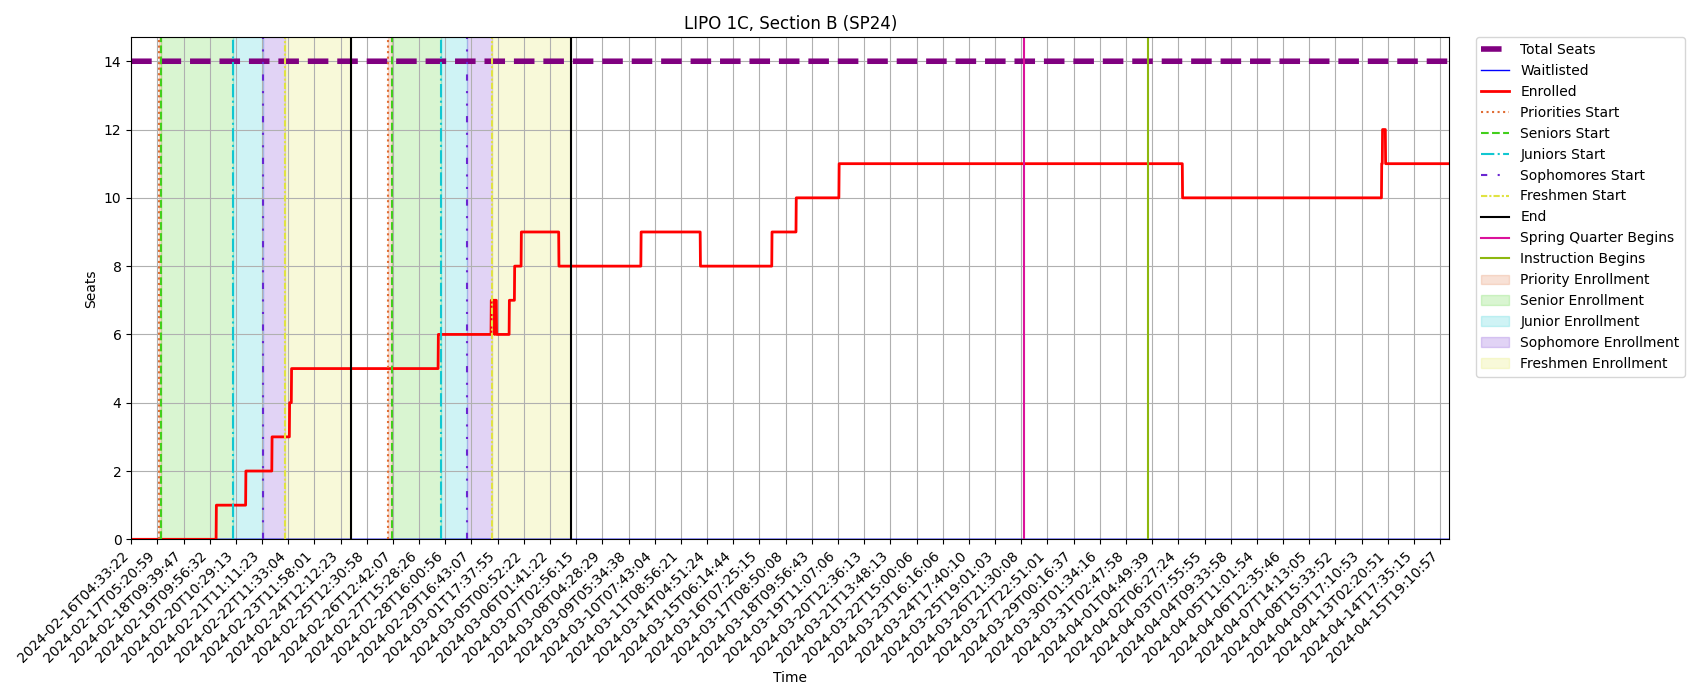 LIPO 1C, Section B (SP24)
Seats
14
12
10
8
6
4
2
0
2024-02-16T04:33:22
2024-02-17T05:20:59
2024-02-18T09:39:47
2024-02-19T09:56:32
2024-02-20T10:29:13
2024-02-21T11:11:23
2024-02-22T11:33:04
2024-02-23T11:58:01
2024-02-24T12:12:23
2024-02-25T12:30:58
2024-02-26T12:42:07
2024-02-27T15:28:26
2024-02-28T16:00:56
2024-02-29T16:43:07
2024-03-01T17:37:55
2024-03-05T00:52:22
2024-03-06T01:41:22
2024-03-07T02:56:15
2024-03-08T04:28:29
2024-03-09T05:34:38
2024-03-10T07:43:04
2024-03-11T08:56:21
2024-03-14T04:51:24
2024-03-15T06:14:44
2024-03-16T07:25:15
2024-03-17T08:50:08
2024-03-18T09:56:43
2024-03-19T11:07:06
2024-03-20T12:36:13
2024-03-21T13:48:13
2024-03-22T15:00:06
2024-03-23T16:16:06
2024-03-24T17:40:10
2024-03-25T19:01:03
2024-03-26T21:30:08
2024-03-27T22:51:01
2024-03-29T00:16:37
2024-03-30T01:34:16
2024-03-31T02:47:58
2024-04-01T04:49:39
2024-04-02T06:27:24
2024-04-03T07:55:55
2024-04-04T09:33:58
2024-04-05T11:01:54
2024-04-06T12:35:46
2024-04-07T14:13:05
2024-04-08T15:33:52
2024-04-09T17:10:53
2024-04-13T02:20:51
2024-04-14T17:35:15
2024-04-15T19:10:57
Time
Total Seats
Waitlisted
Enrolled
Priorities Start
Seniors Start
Juniors Start
Sophomores Start
Freshmen Start
End
Spring Quarter Begins
Instruction Begins
Priority Enrollment
Senior Enrollment
Junior Enrollment
Sophomore Enrollment
Freshmen Enrollment